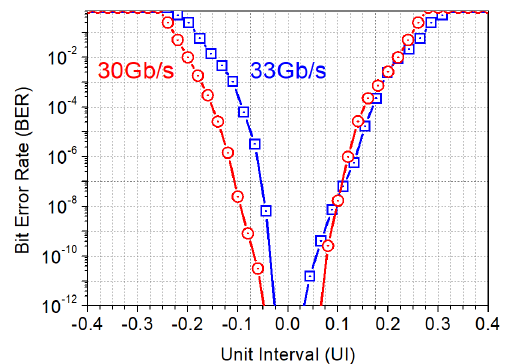 Bit Error Rate (BER)
10^-2
10^-4
10^-6
10^-8
10^-10
10^-12
30Gb/s 33Gb/s
-0.4 -0.3 -0.2 -0.1 0.0 0.1 0.2 0.3 0.4
Unit Interval (UI)